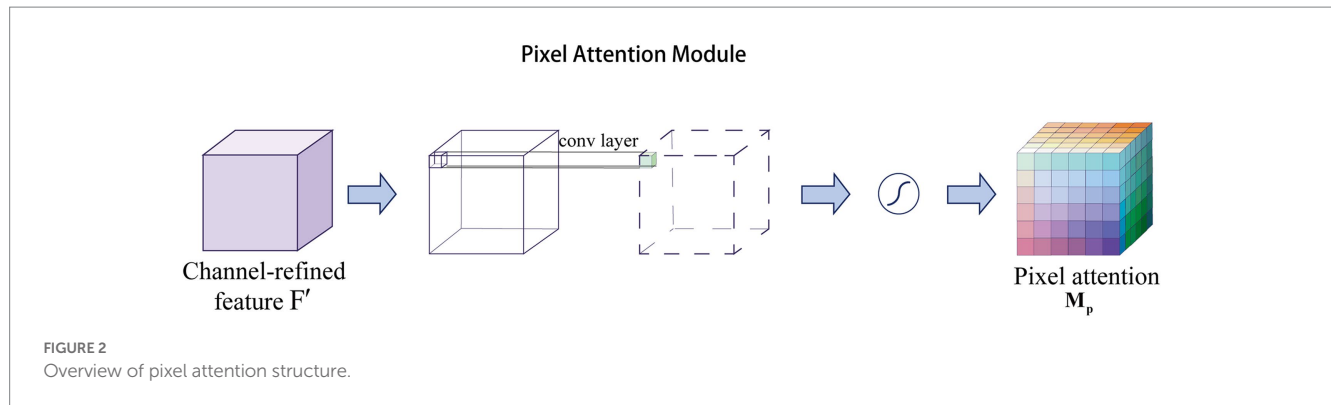 Pixel Attention Module
conv layer
Channel-refined
feature F′
Pixel attention
Mp
FIGURE 2
Overview of pixel attention structure.